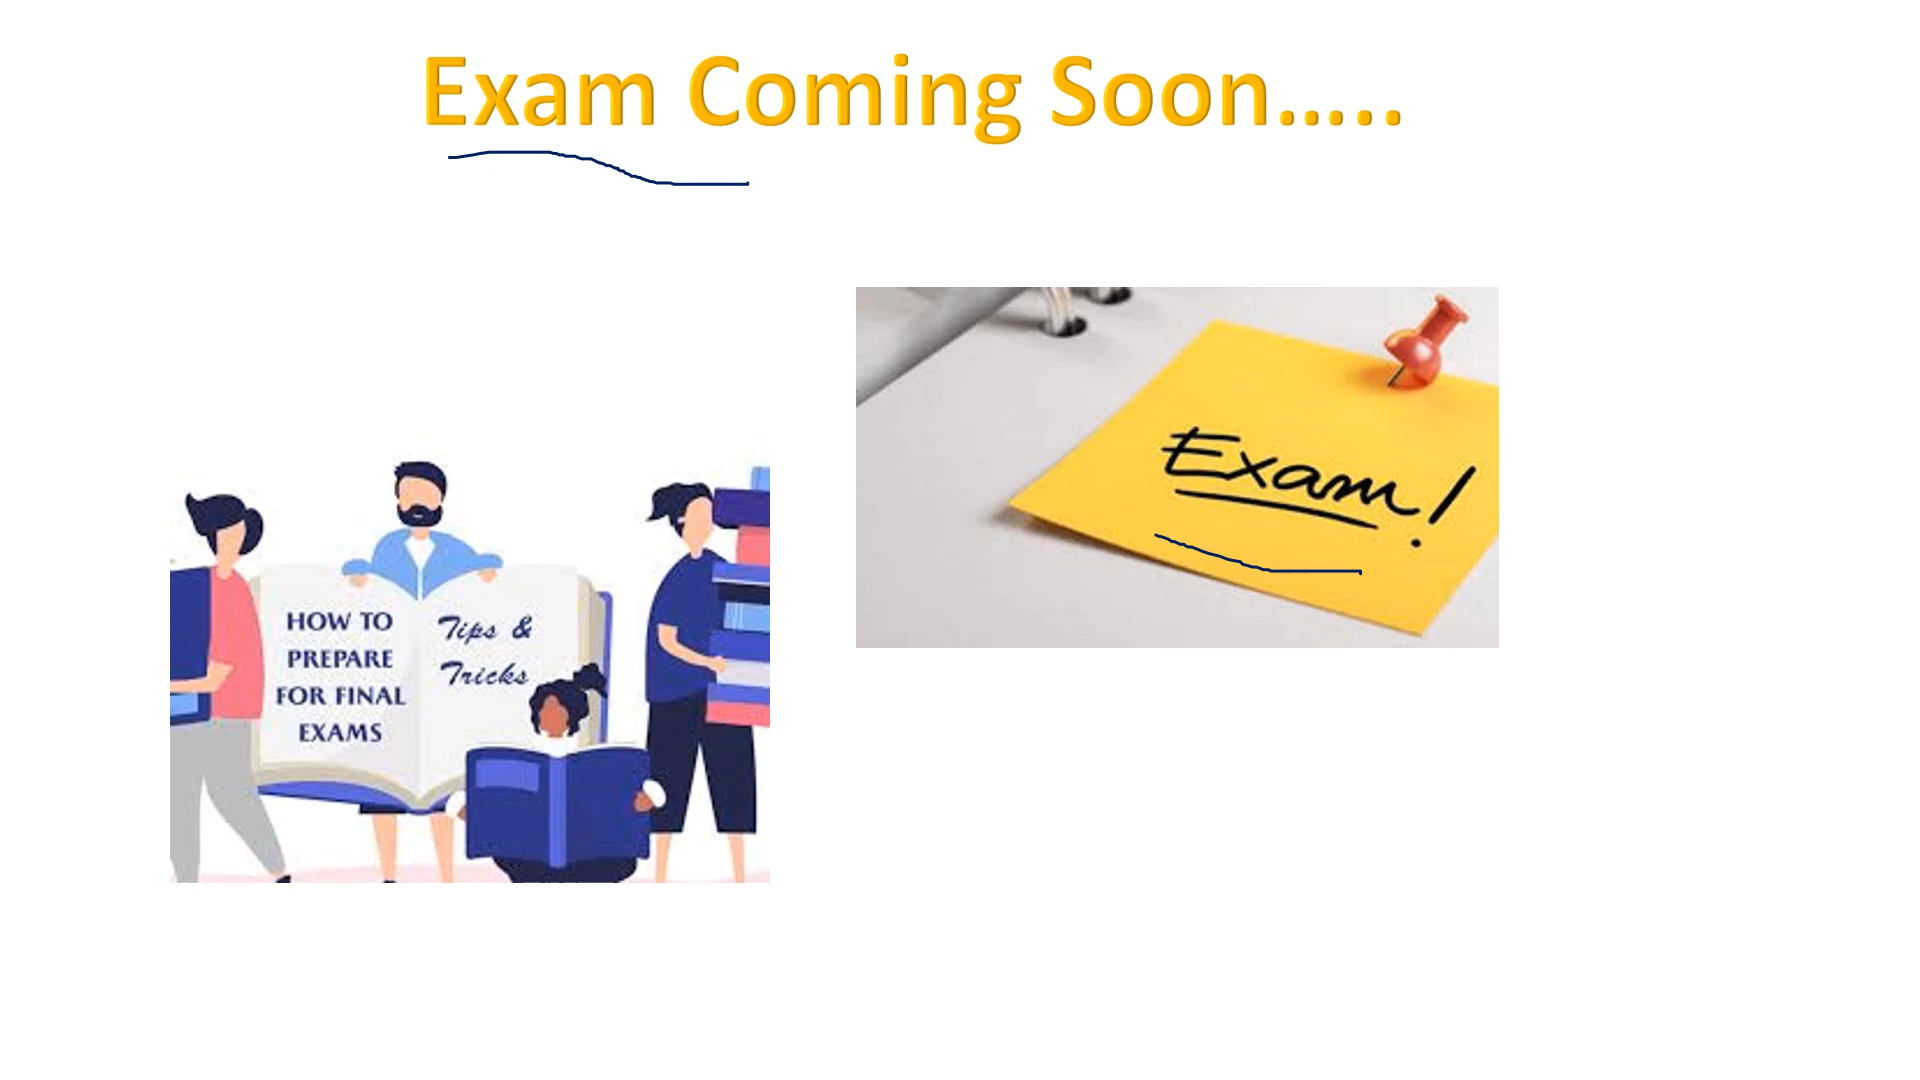 Exam Coming Soon.....
Exam!
HOW TO
PREPARE
FOR FINAL
EXAMS
Tips &
Tricks